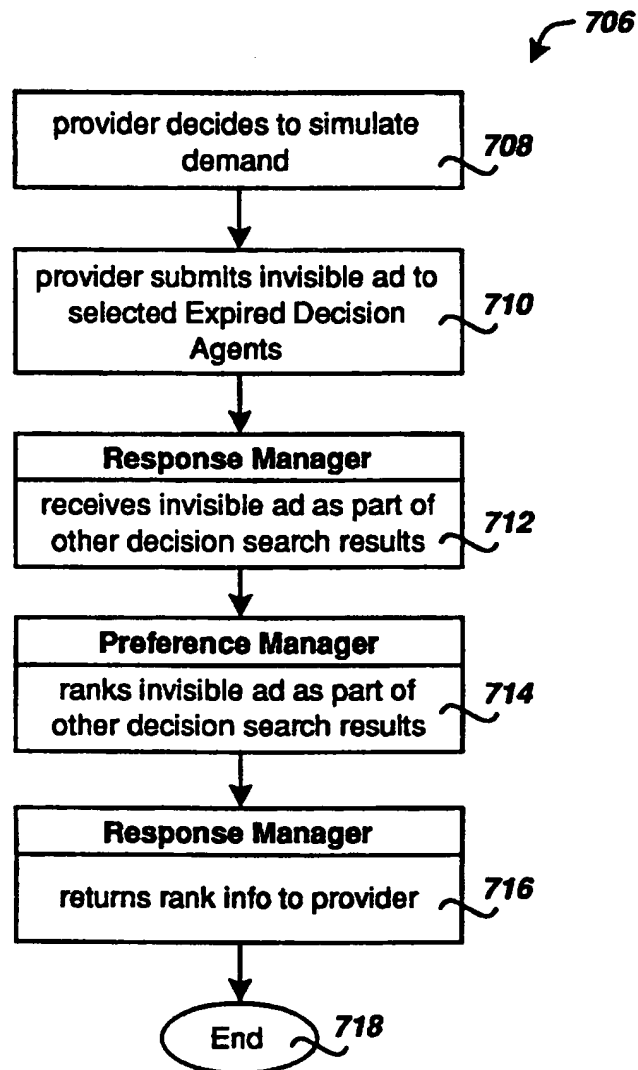 706
provider decides to simulate
demand
708
provider submits invisible ad to
selected Expired Decision
Agents
710
Response Manager
receives invisible ad as part of
other decision search results
712
Preference Manager
ranks invisible ad as part of
other decision search results
714
Response Manager
returns rank info to provider
716
End
718